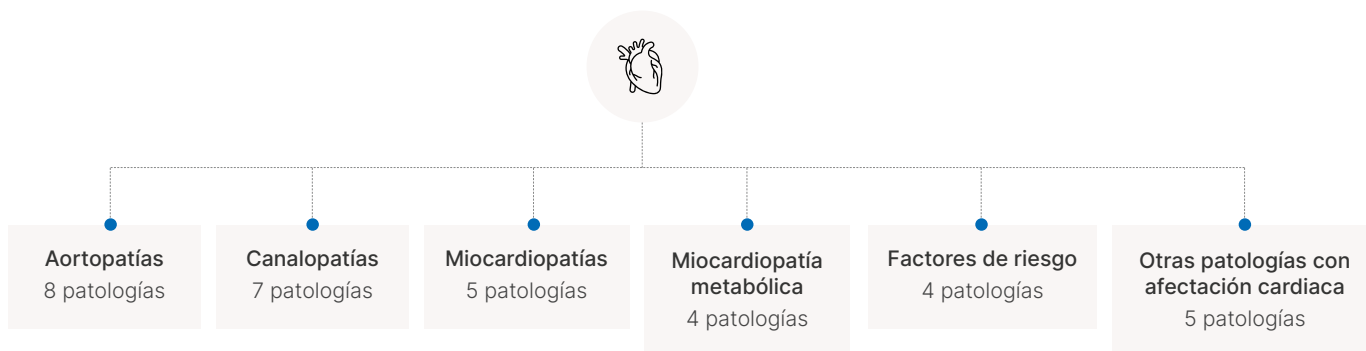 Aortopatías
8 patologías
Canalopatías
7 patologías
Miocardiopatías
5 patologías
Miocardiopatía
metabólica
4 patologías
Factores de riesgo
4 patologías
Otras patologías con
afectación cardiaca
5 patologías